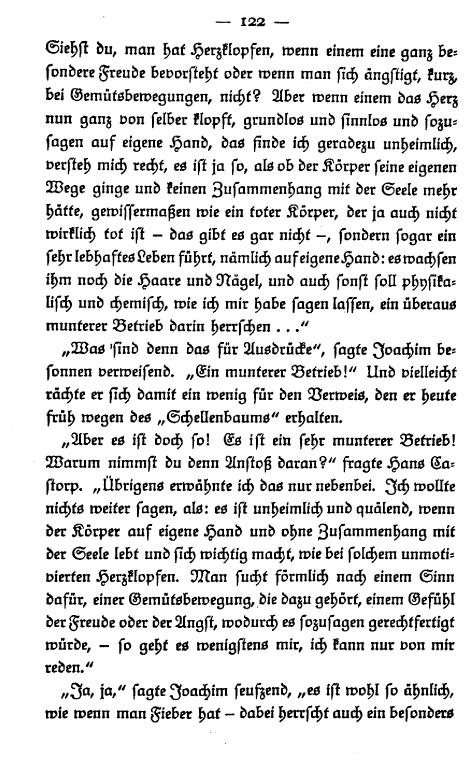 — 122 —
Siehst du, man hat Herzklopfen, wenn einem eine ganz be-
sondere Freude bevorsteht oder wenn man sich ängstigt, kurz,
bei Gemütsbewegungen, nicht? Aber wenn einem das Herz
nun ganz von selber klopft, grundlos und sinnlos und sozu-
sagen auf eigene Hand, das finde ich geradezu unheimlich,
versteh mich recht, es ist ja so, als ob der Körper seine eigenen
Wege ginge und keinen Zusammenhang mit der Seele mehr
hätte, gewissermaßen wie ein toter Körper, der ja auch nicht
wirklich tot ist – das gibt es gar nicht –, sondern sogar ein
sehr lebhaftes Leben führt, nämlich auf eigene Hand: es wachsen
ihm noch die Haare und Nägel, und auch sonst soll physika-
lisch und chemisch, wie ich mir habe sagen lassen, ein überaus
munterer Betrieb darin herrschen . . .“
„Was 'sind denn das für Ausdrücke“, sagte Joachim be-
sonnen verweisend. „Ein munterer Betrieb!“ Und vielleicht
rächte er sich damit ein wenig für den Verweis, den er heute
früh wegen des „Schellenbaums“ erhalten.
„Aber es ist doch so! Es ist ein sehr munterer Betrieb!
Warum nimmst du denn Anstoß daran?“ fragte Hans Ca-
storp. „Übrigens erwähnte ich das nur nebenbei. Ich wollte
nichts weiter sagen, als: es ist unheimlich und quälend, wenn
der Körper auf eigene Hand und ohne Zusammenhang mit
der Seele lebt und sich wichtig macht, wie bei solchem unmoti-
vierten Herzklopfen. Man sucht förmlich nach einem Sinn
dafür, einer Gemütsbewegung, die dazu gehört, einem Gefühl
der Freude oder der Angst, wodurch es sozusagen gerechtfertigt
würde, – so geht es wenigstens mir, ich kann nur von mir
reden.“
„Ja, ja,“ sagte Joachim seufzend, „es ist wohl so ähnlich,
wie wenn man Fieber hat – dabei herrscht auch ein besonders